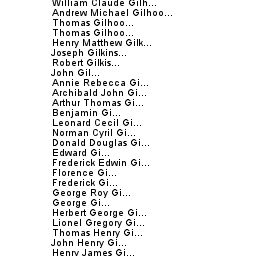 William Claude Gilh...
Andrew Michael Gilhoo...
Thomas Gilhoo...
Thomas Gilhoo...
Henry Matthew Gilk...
Joseph Gilkins...
Robert Gilkis...
John Gil...
Annie Rebecca Gi...
Archibald John Gi...
Arthur Thomas Gi...
Benjamin Gi...
Leonard Cecil Gi...
Norman Cyril Gi...
Donald Douglas Gi...
Edward Gi...
Frederick Edwin Gi...
Florence Gi...
Frederick Gi...
George Roy Gi...
George Gi...
Herbert George Gi...
Lionel Gregory Gi...
Thomas Henry Gi...
John Henry Gi...
Henry James Gi...